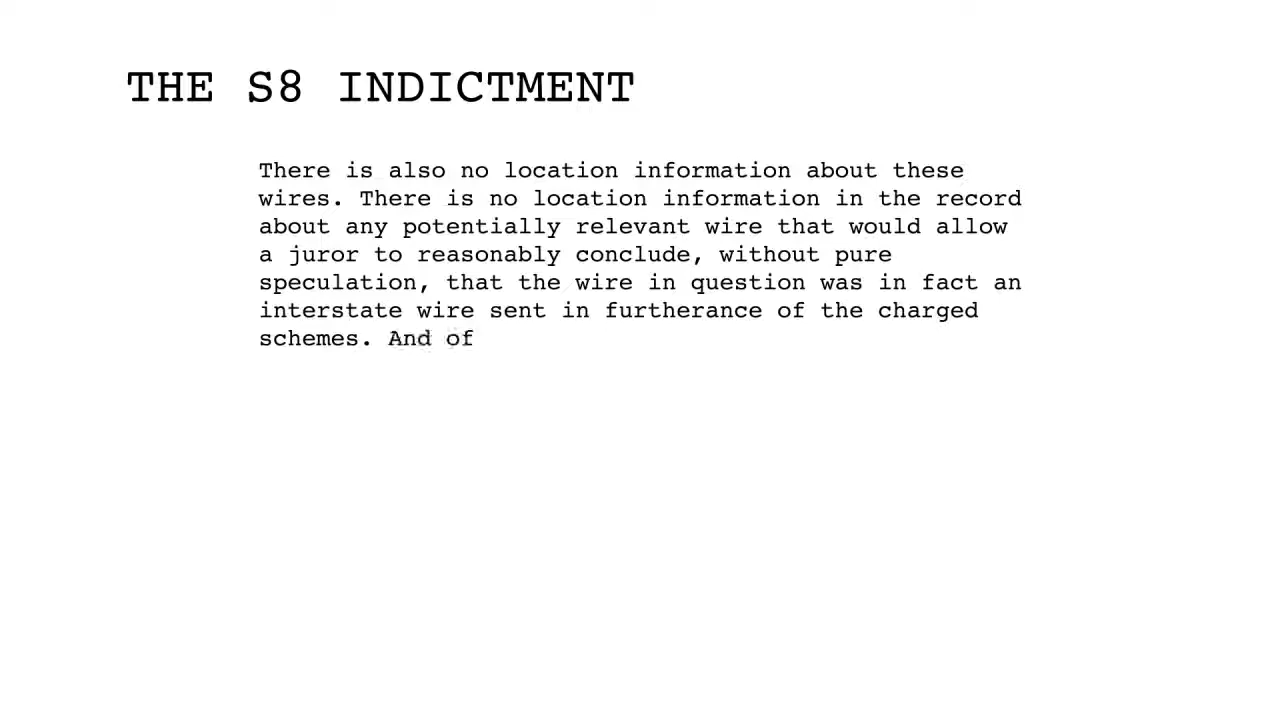 THE S8 INDICTMENT
There is also no location information about these
wires. There is no location information in the record
about any potentially relevant wire that would allow
a juror to reasonably conclude, without pure
speculation, that the wire in question was in fact an
interstate wire sent in furtherance of the charged
schemes. And of